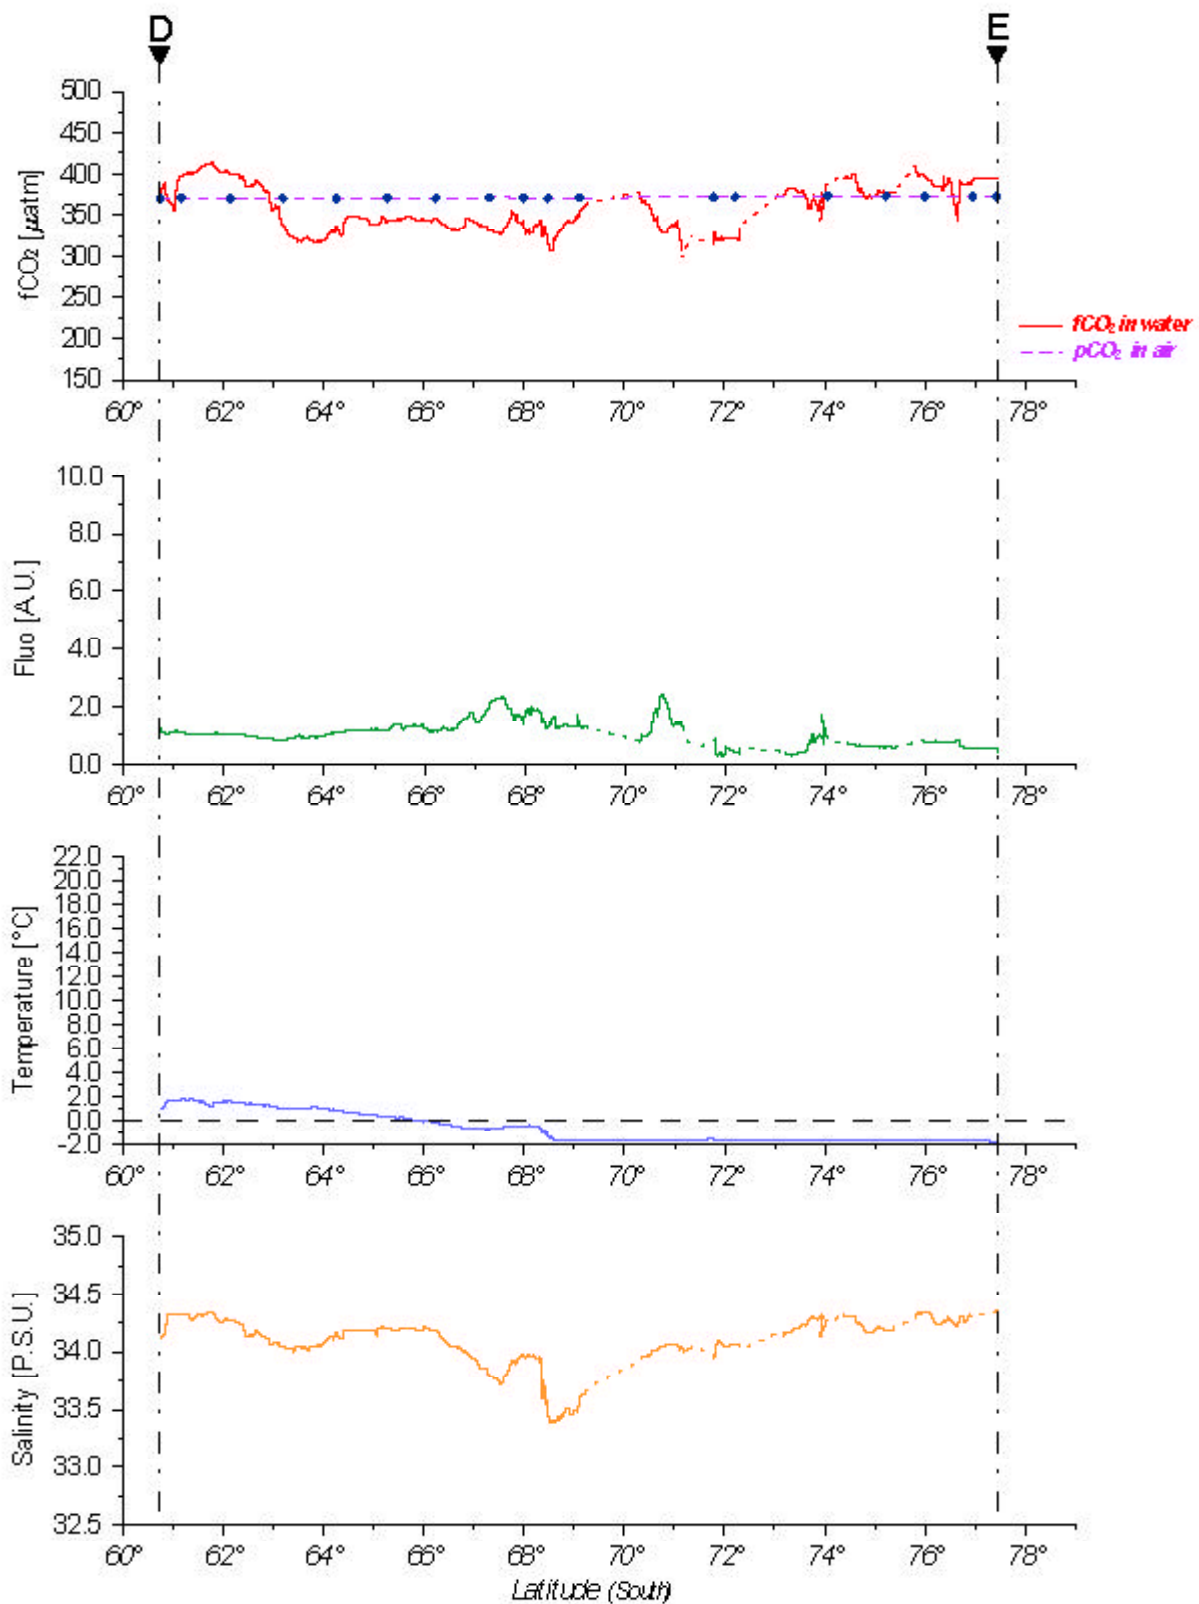 D E
500
450
400
350
300
250
200
150
fCO₂ [µatm]
fCO₂ in water
pCO₂ in air
60° 62° 64° 66° 68° 70° 72° 74° 76° 78°
10.0
8.0
6.0
4.0
2.0
0.0
Fluo [A.U.]
60° 62° 64° 66° 68° 70° 72° 74° 76° 78°
22.0
20.0
18.0
16.0
14.0
12.0
10.0
8.0
6.0
4.0
2.0
0.0
-2.0
Temperature [°C]
60° 62° 64° 66° 68° 70° 72° 74° 76° 78°
35.0
34.5
34.0
33.5
33.0
32.5
Salinity [P.S.U.]
60° 62° 64° 66° 68° 70° 72° 74° 76° 78°
Latitude (South)